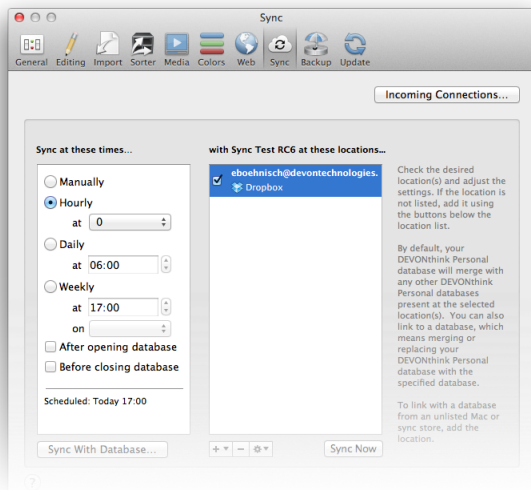 Sync
General Editing Import Sorter Media Colors Web Sync Backup Update
Incoming Connections...
Sync at these times...
with Sync Test RC6 at these locations...
Manually
Hourly
at 0
Daily
at 06:00
Weekly
at 17:00
on
After opening database
Before closing database
Scheduled: Today 17:00
Sync With Database...
eboehnisch@devontechnologies.
Dropbox
+ −
Sync Now
Check the desired
location(s) and adjust the
settings. If the location is
not listed, add it using
the buttons below the
location list.
By default, your
DEVONthink Personal
database will merge with
any other DEVONthink
Personal databases
present at the selected
location(s). You can also
link to a database, which
means merging or
replacing your
DEVONthink Personal
database with the
specified database.
To link with a database
from an unlisted Mac or
sync store, add the
location.
?